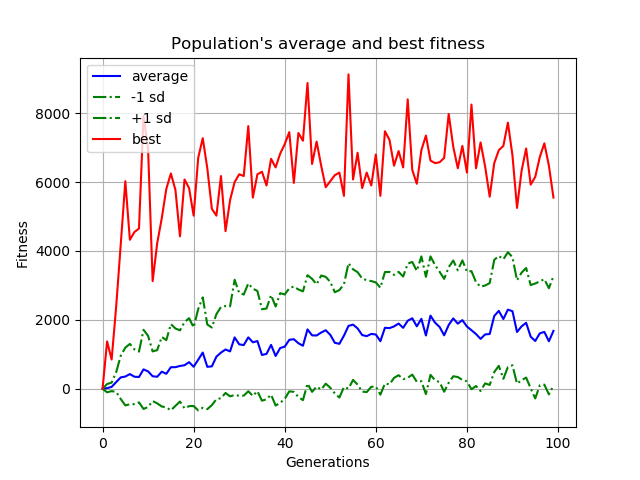 Population's average and best fitness
average
-1 sd
+1 sd
best
Fitness
8000
6000
4000
2000
0
0 20 40 60 80 100
Generations